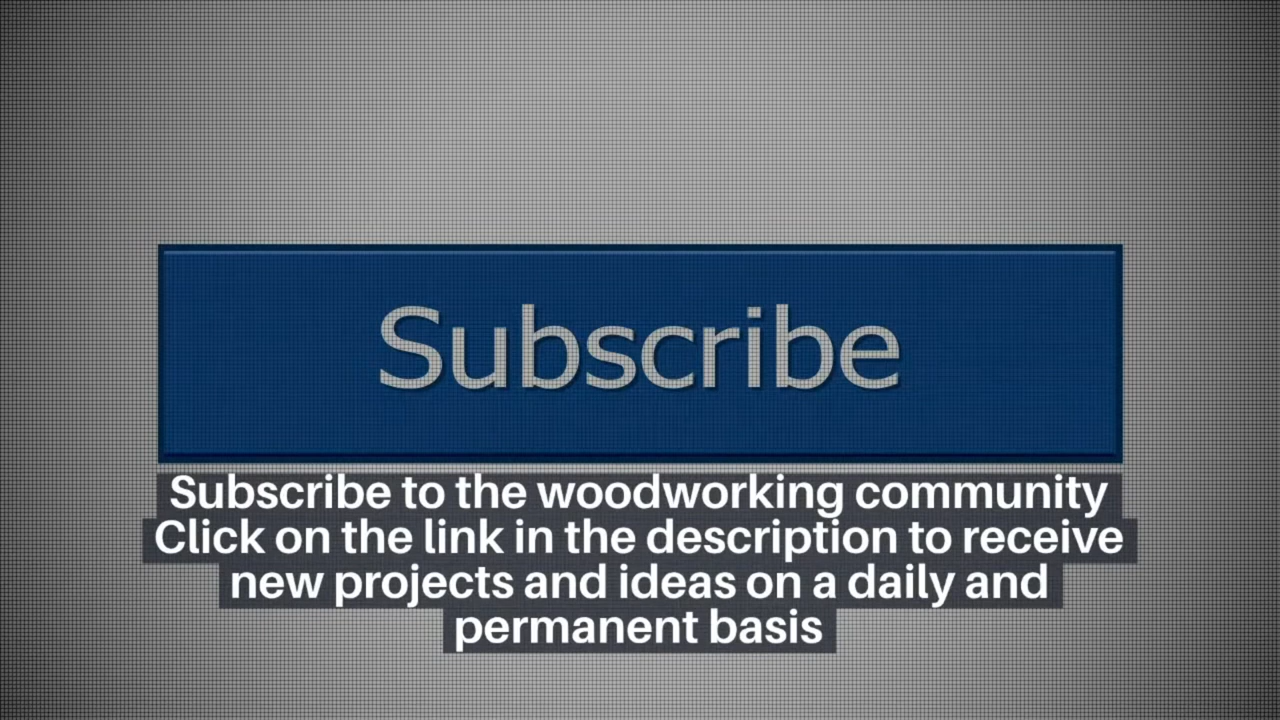 Subscribe
Subscribe to the woodworking community
Click on the link in the description to receive
new projects and ideas on a daily and
permanent basis